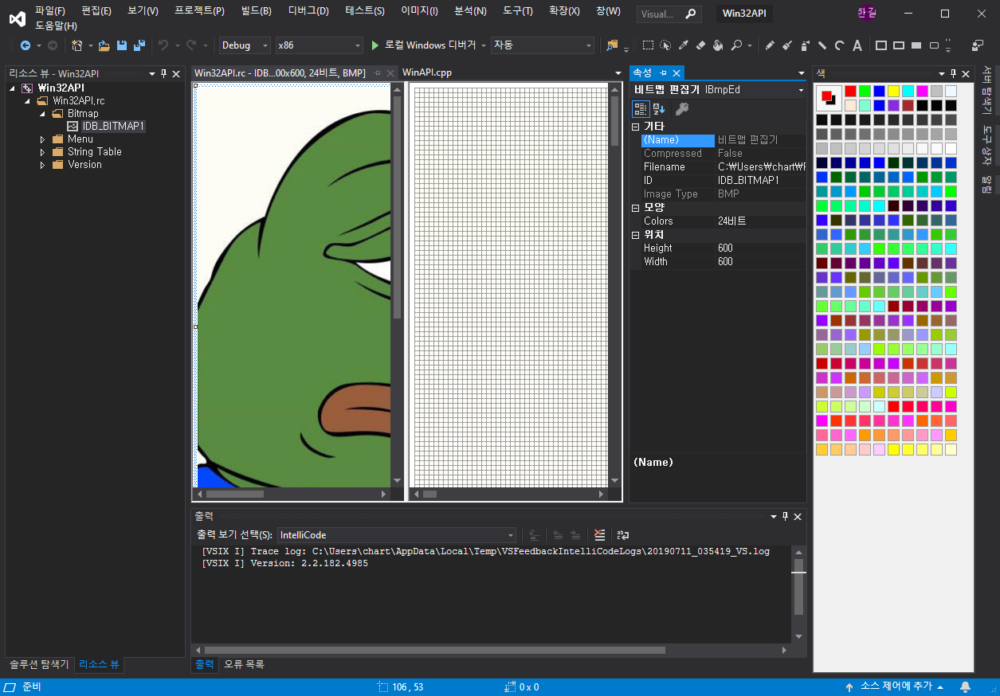 파일(F) 편집(E) 보기(V) 프로젝트(P) 빌드(B) 디버그(D) 테스트(S) 이미지(I) 분석(N) 도구(T) 확장(X) 창(W) Visual... Win32API 한길
도움말(H)
Debug x86 로컬 Windows 디버거 자동
리소스 뷰 - Win32API
Win32API
Win32API.rc
Bitmap
IDB_BITMAP1
Menu
String Table
Version
솔루션 탐색기 리소스 뷰
Win32API.rc - IDB...00x600, 24비트, BMP] WinAPI.cpp
속성
비트맵 편집기 IBmpEd
기타
(Name) 비트맵 편집기
Compressed False
Filename C:\Users\chart\
ID IDB_BITMAP1
Image Type BMP
모양
Colors 24비트
위치
Height 600
Width 600
(Name)
색
서버 탐색기
도구 상자
알림
출력
출력 보기 선택(S): IntelliCode
[VSIX I] Trace log: C:\Users\chart\AppData\Local\Temp\VSFeedbackIntelliCodeLogs\20190711_035419_VS.log
[VSIX I] Version: 2.2.182.4985
출력 오류 목록
준비 106 , 53 0 x 0 소스 제어에 추가